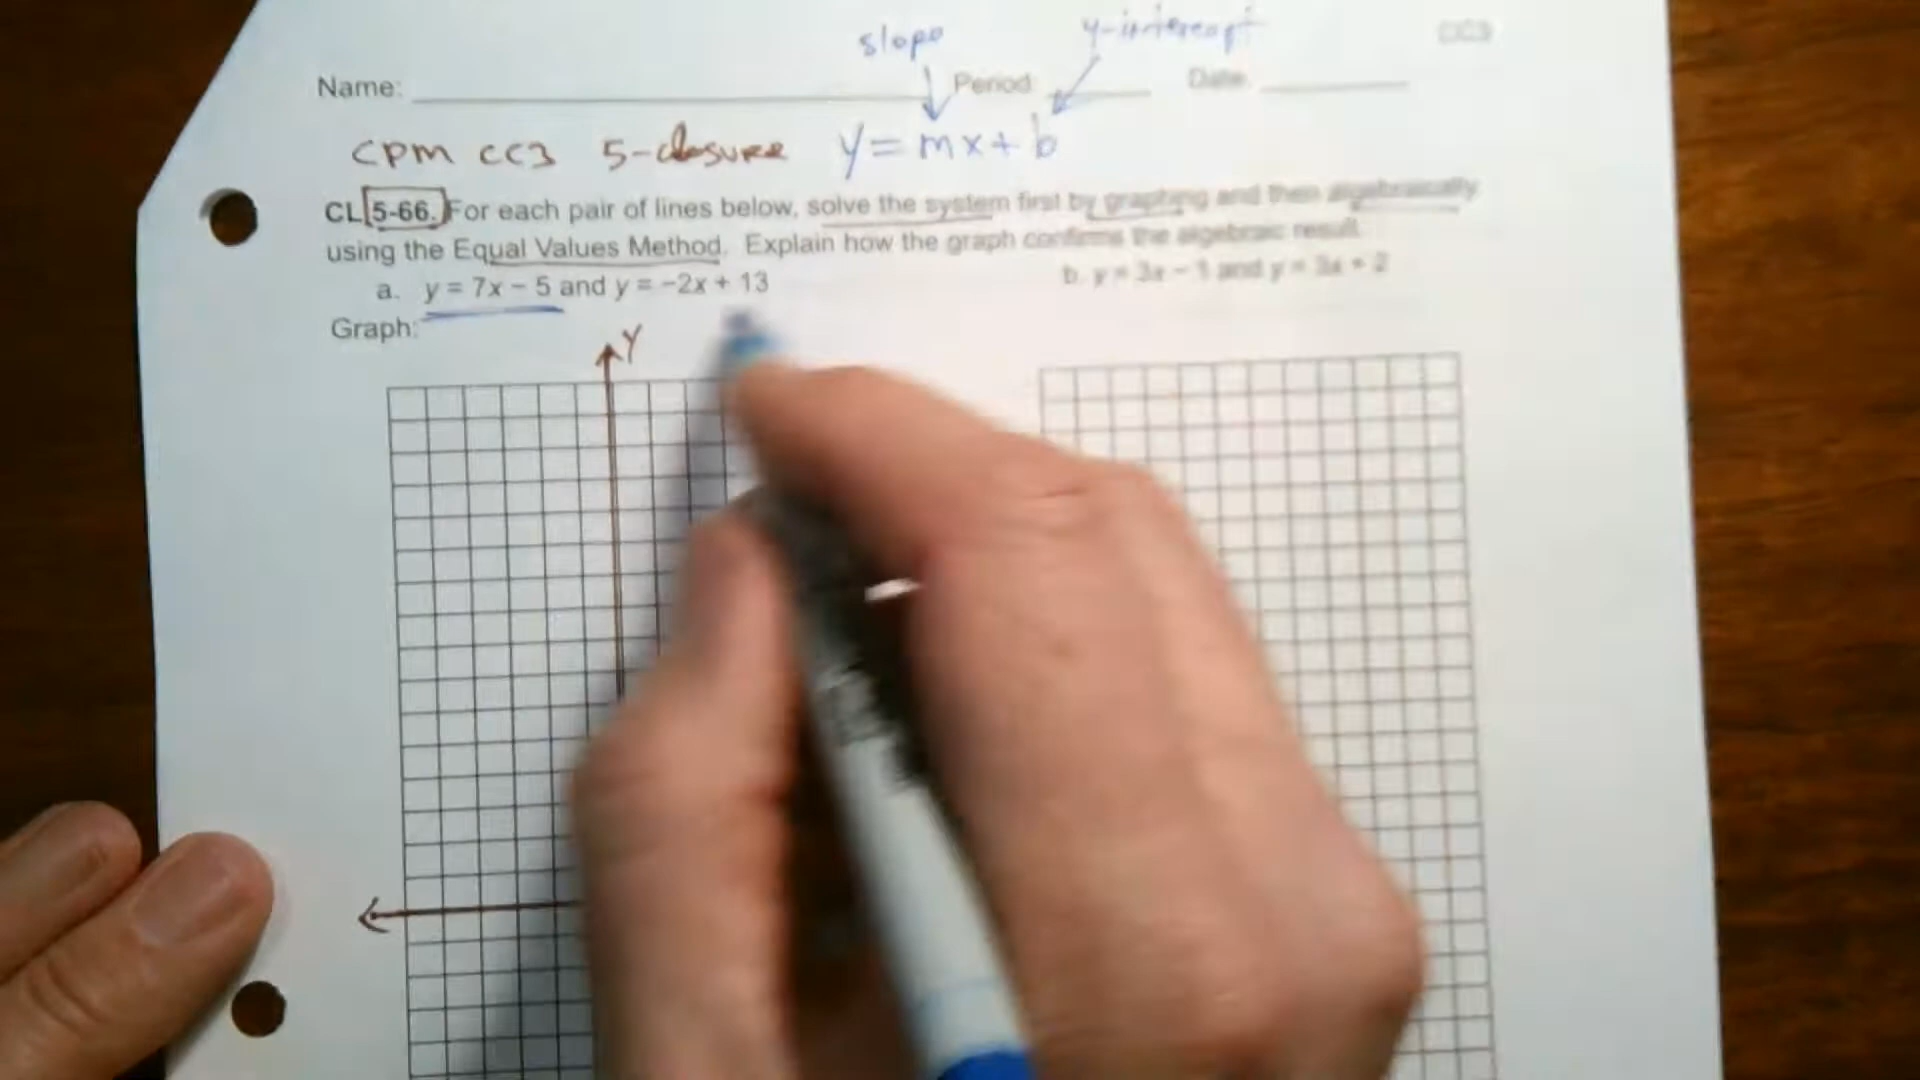 slope y-intercept
Name: Period: Date:
CPM CC3 5-closure y = mx + b
CL 5-66. For each pair of lines below, solve the system first by graphing and then algebraically
using the Equal Values Method. Explain how the graph confirms the algebraic result.
a. y = 7x − 5 and y = −2x + 13 b. y = 3x − 1 and y = 3x + 2
Graph:
Y